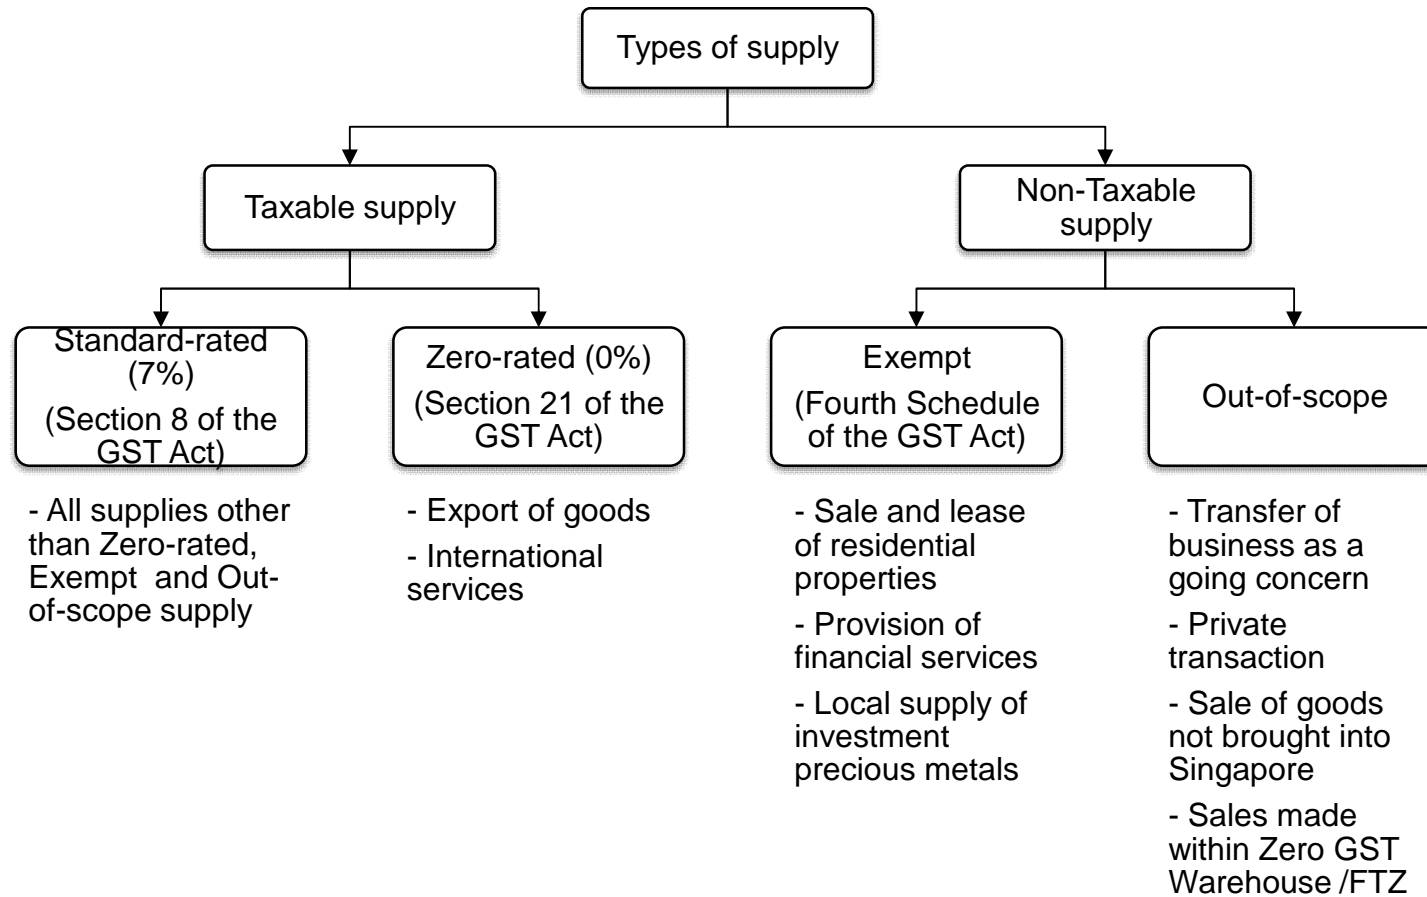 Types of supply
Taxable supply
Non-Taxable
supply
Standard-rated
(7%)
(Section 8 of the
GST Act)
Zero-rated (0%)
(Section 21 of the
GST Act)
Exempt
(Fourth Schedule
of the GST Act)
Out-of-scope
- All supplies other
than Zero-rated,
Exempt  and Out-
of-scope supply
- Export of goods
- International
services
- Sale and lease
of residential
properties
- Provision of
financial services
- Local supply of
investment
precious metals
- Transfer of
business as a
going concern
- Private
transaction
- Sale of goods
not brought into
Singapore
- Sales made
within Zero GST
Warehouse /FTZ